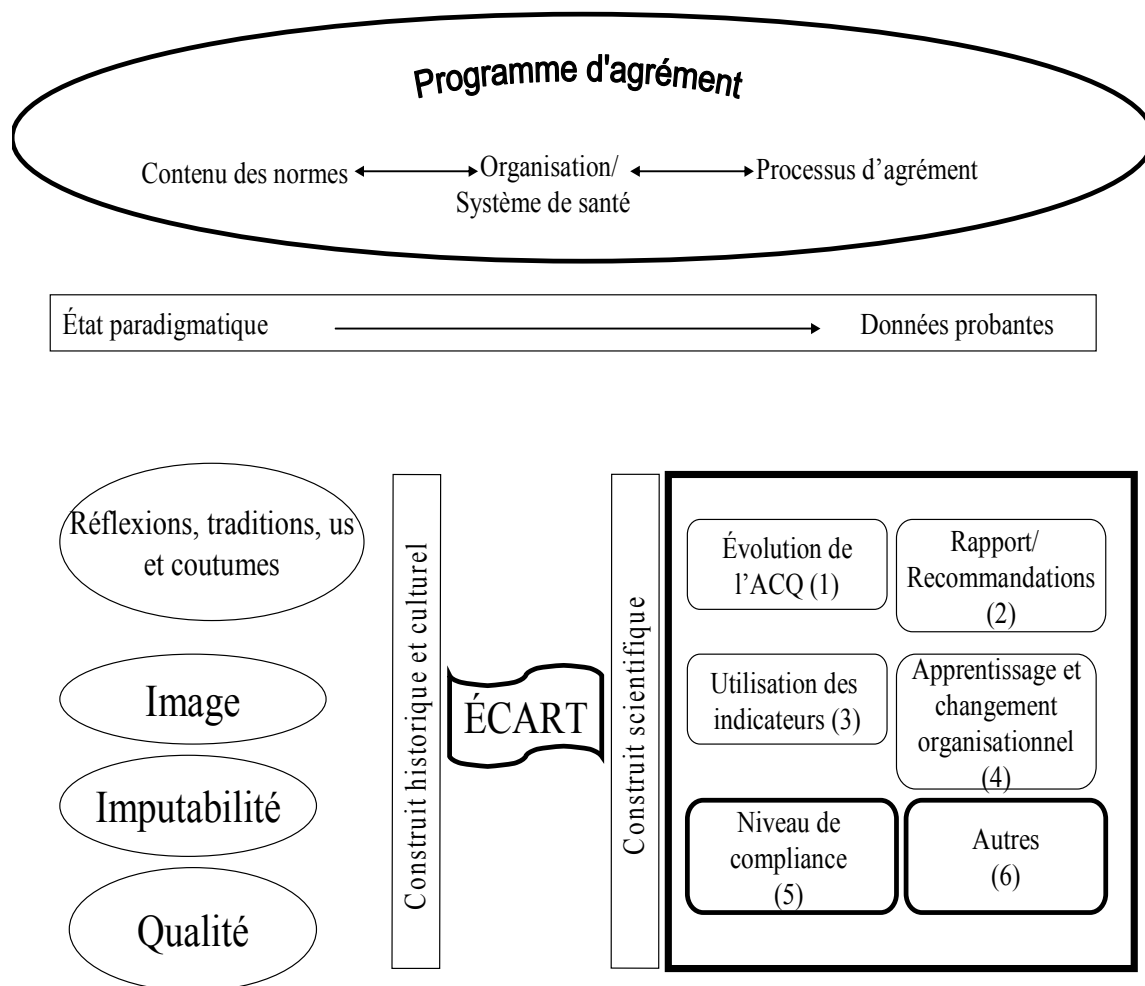 Programme d'agrément
Contenu des normes
Organisation/
Système de santé
Processus d’agrément
État paradigmatique
Données probantes
Réflexions, traditions, us
et coutumes
Image
Imputabilité
Qualité
Construit historique et culturel
ÉCART
Construit scientifique
Évolution de
l’ACQ (1)
Rapport/
Recommandations
(2)
Utilisation des
indicateurs (3)
Apprentissage et
changement
organisationnel
(4)
Niveau de
compliance
(5)
Autres
(6)